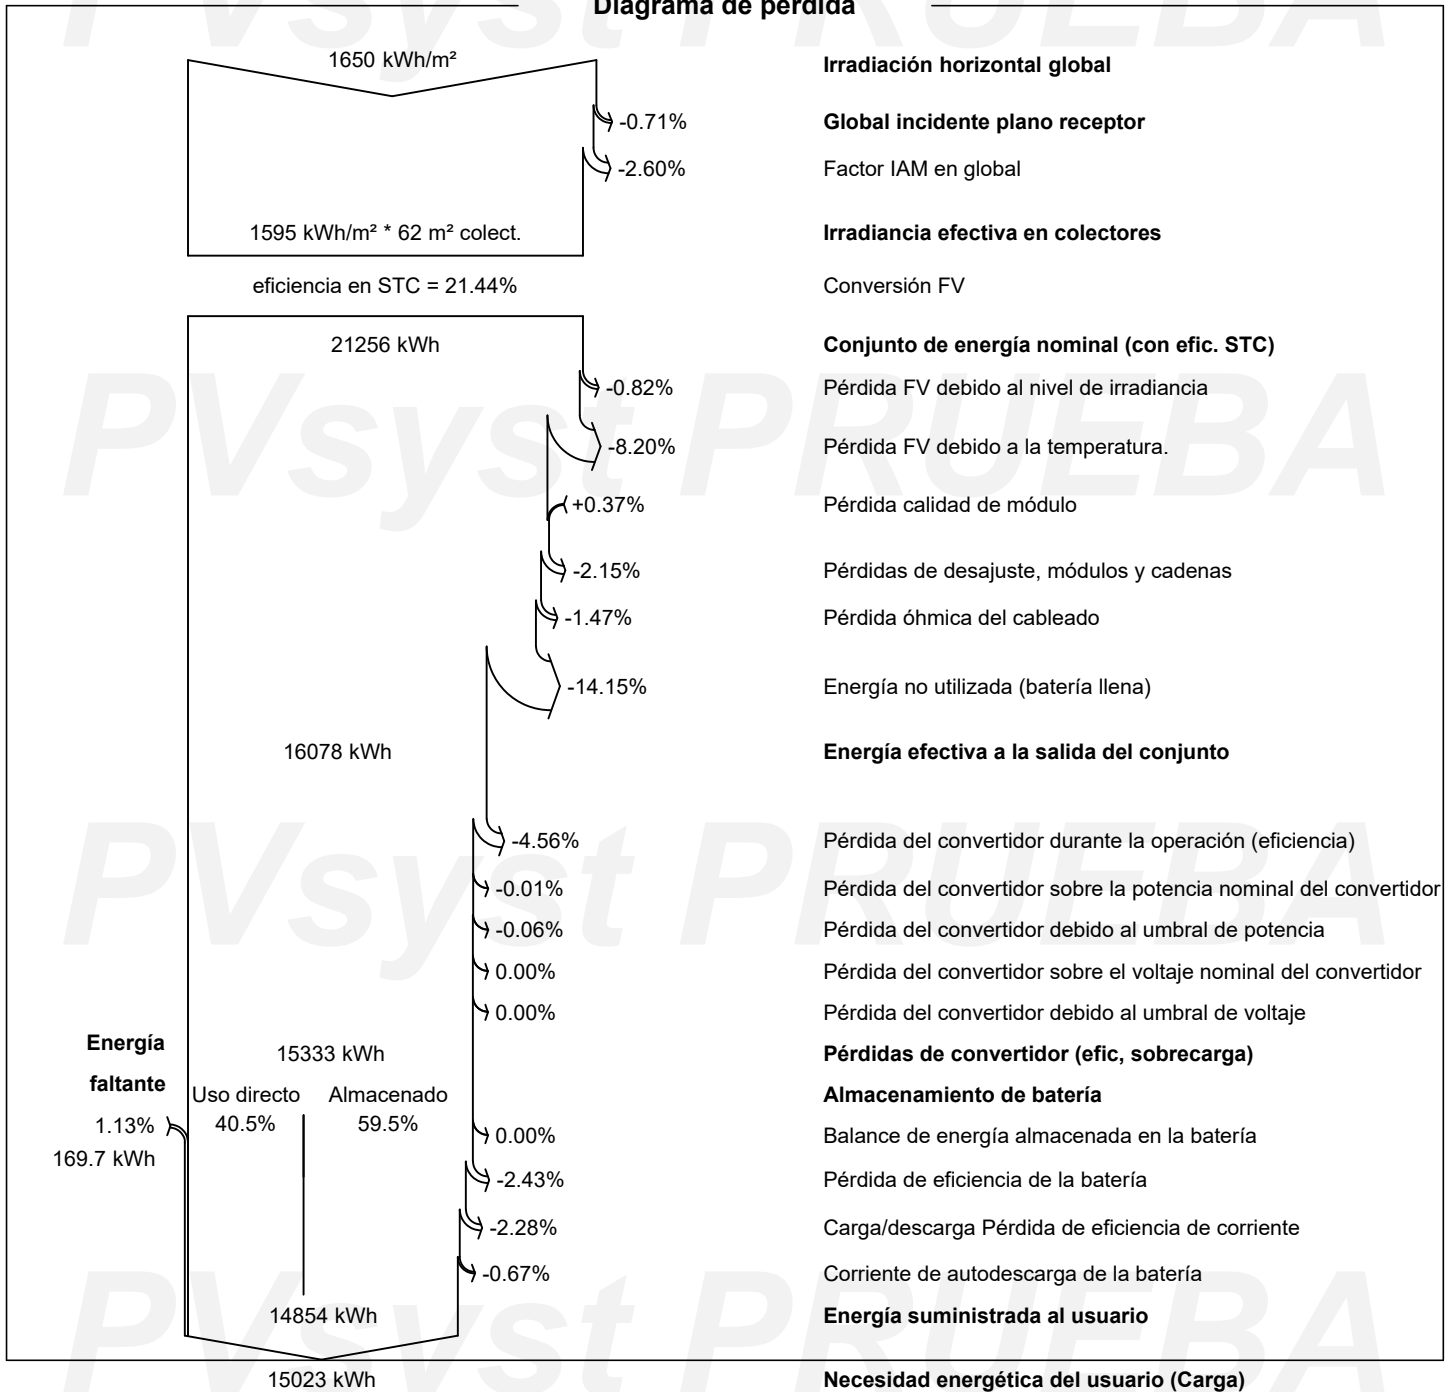 Diagrama de pérdida
1650 kWh/m² Irradiación horizontal global
-0.71% Global incidente plano receptor
-2.60% Factor IAM en global
1595 kWh/m² * 62 m² colect. Irradiancia efectiva en colectores
eficiencia en STC = 21.44% Conversión FV
21256 kWh Conjunto de energía nominal (con efic. STC)
-0.82% Pérdida FV debido al nivel de irradiancia
PVsyst PRUEBA
-8.20% Pérdida FV debido a la temperatura.
+0.37% Pérdida calidad de módulo
-2.15% Pérdidas de desajuste, módulos y cadenas
-1.47% Pérdida óhmica del cableado
-14.15% Energía no utilizada (batería llena)
16078 kWh Energía efectiva a la salida del conjunto
-4.56% Pérdida del convertidor durante la operación (eficiencia)
-0.01% Pérdida del convertidor sobre la potencia nominal del convertidor
PVsyst PRUEBA
-0.06% Pérdida del convertidor debido al umbral de potencia
0.00% Pérdida del convertidor sobre el voltaje nominal del convertidor
0.00% Pérdida del convertidor debido al umbral de voltaje
Energía
faltante
1.13%
169.7 kWh
15333 kWh Pérdidas de convertidor (efic, sobrecarga)
Uso directo Almacenado Almacenamiento de batería
40.5% 59.5% 0.00% Balance de energía almacenada en la batería
-2.43% Pérdida de eficiencia de la batería
-2.28% Carga/descarga Pérdida de eficiencia de corriente
-0.67% Corriente de autodescarga de la batería
14854 kWh Energía suministrada al usuario
PVsyst PRUEBA
15023 kWh Necesidad energética del usuario (Carga)